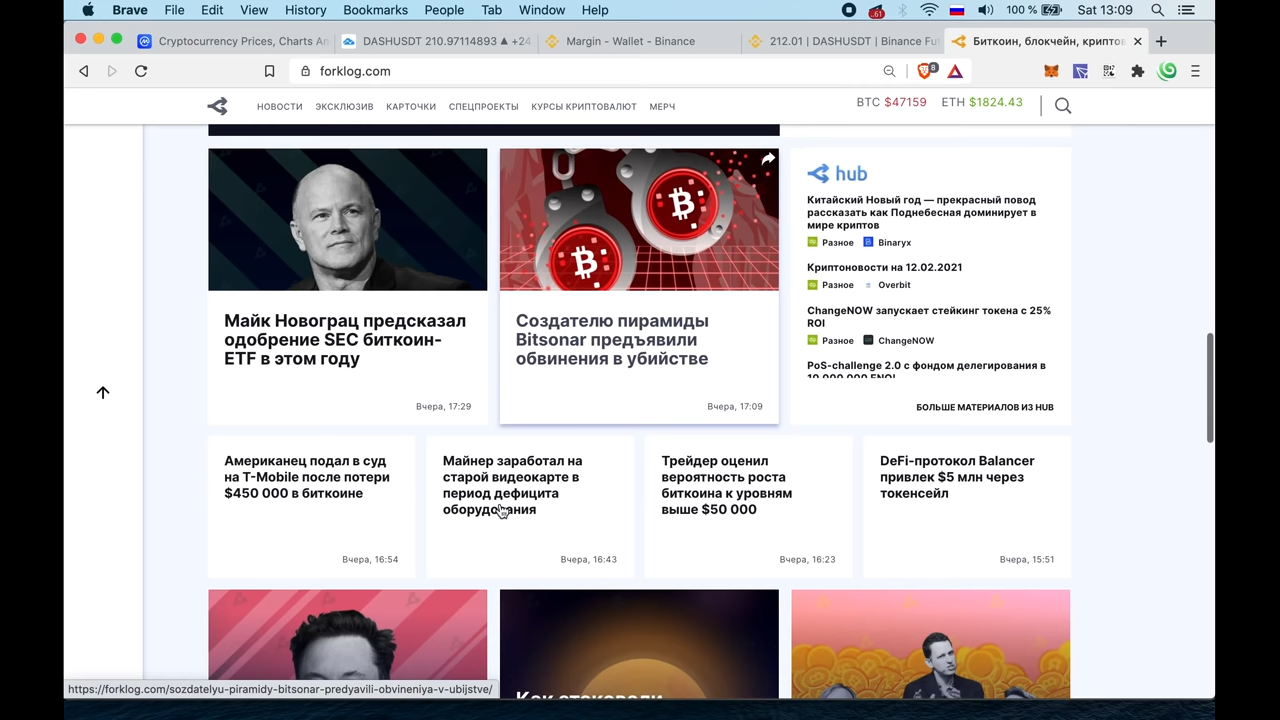 Brave File Edit View History Bookmarks People Tab Window Help
.61
100 %
Sat 13:09
Cryptocurrency Prices, Charts An
DASHUSDT 210.97114893 ▲ +24
Margin - Wallet - Binance
212.01 | DASHUSDT | Binance Fu
Биткоин, блокчейн, крипто
forklog.com
8
НОВОСТИ ЭКСКЛЮЗИВ КАРТОЧКИ СПЕЦПРОЕКТЫ КУРСЫ КРИПТОВАЛЮТ МЕРЧ
BTC $47159 ETH $1824.43
Майк Новограц предсказал
одобрение SEC биткоин-
ETF в этом году
Вчера, 17:29
Создателю пирамиды
Bitsonar предъявили
обвинения в убийстве
Вчера, 17:09
hub
Китайский Новый год — прекрасный повод
рассказать как Поднебесная доминирует в
мире криптов
Разное Binaryx
Криптоновости на 12.02.2021
Разное Overbit
ChangeNOW запускает стейкинг токена с 25%
ROI
Разное ChangeNOW
PoS-challenge 2.0 с фондом делегирования в
10 000 000 ENQI
БОЛЬШЕ МАТЕРИАЛОВ ИЗ HUB
Американец подал в суд
на T-Mobile после потери
$450 000 в биткоине
Вчера, 16:54
Майнер заработал на
старой видеокарте в
период дефицита
оборудования
Вчера, 16:43
Трейдер оценил
вероятность роста
биткоина к уровням
выше $50 000
Вчера, 16:23
DeFi-протокол Balancer
привлек $5 млн через
токенсейл
Вчера, 15:51
Как стековали
https://forklog.com/sozdatelyu-piramidy-bitsonar-predyavili-obvineniya-v-ubijstve/